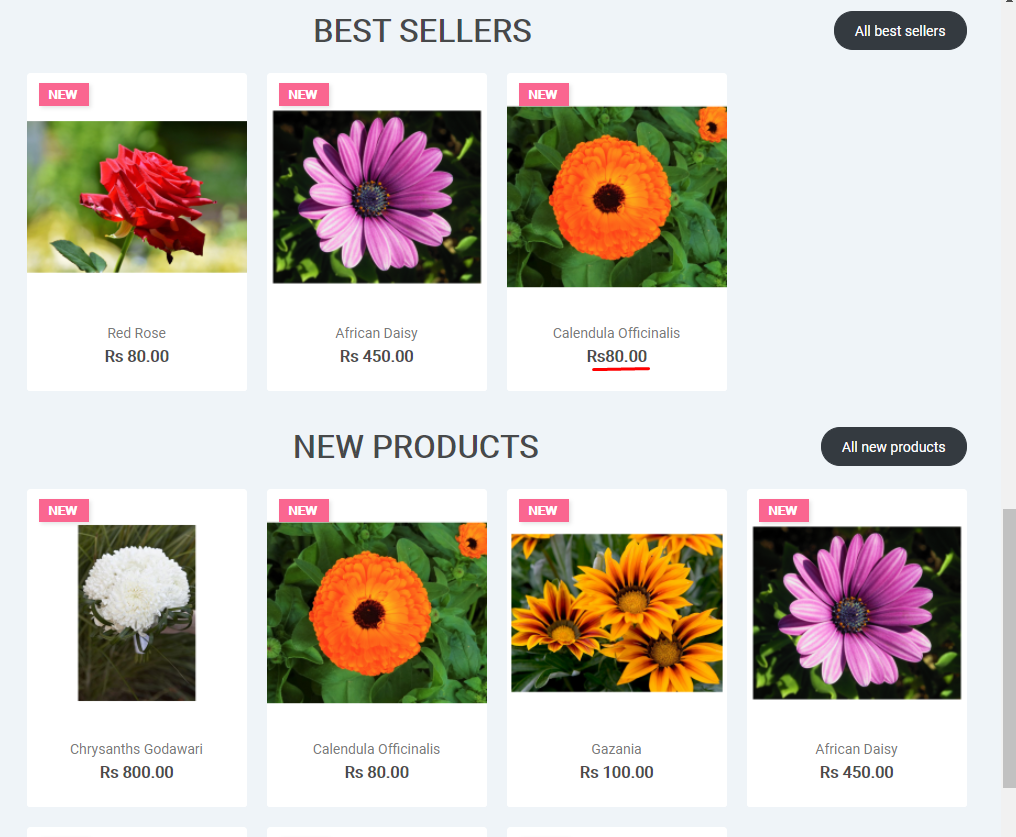 BEST SELLERS
All best sellers
NEW
NEW
NEW
Red Rose
African Daisy
Calendula Officinalis
Rs 80.00
Rs 450.00
Rs80.00
NEW PRODUCTS
All new products
NEW
NEW
NEW
NEW
Chrysanths Godawari
Calendula Officinalis
Gazania
African Daisy
Rs 800.00
Rs 80.00
Rs 100.00
Rs 450.00